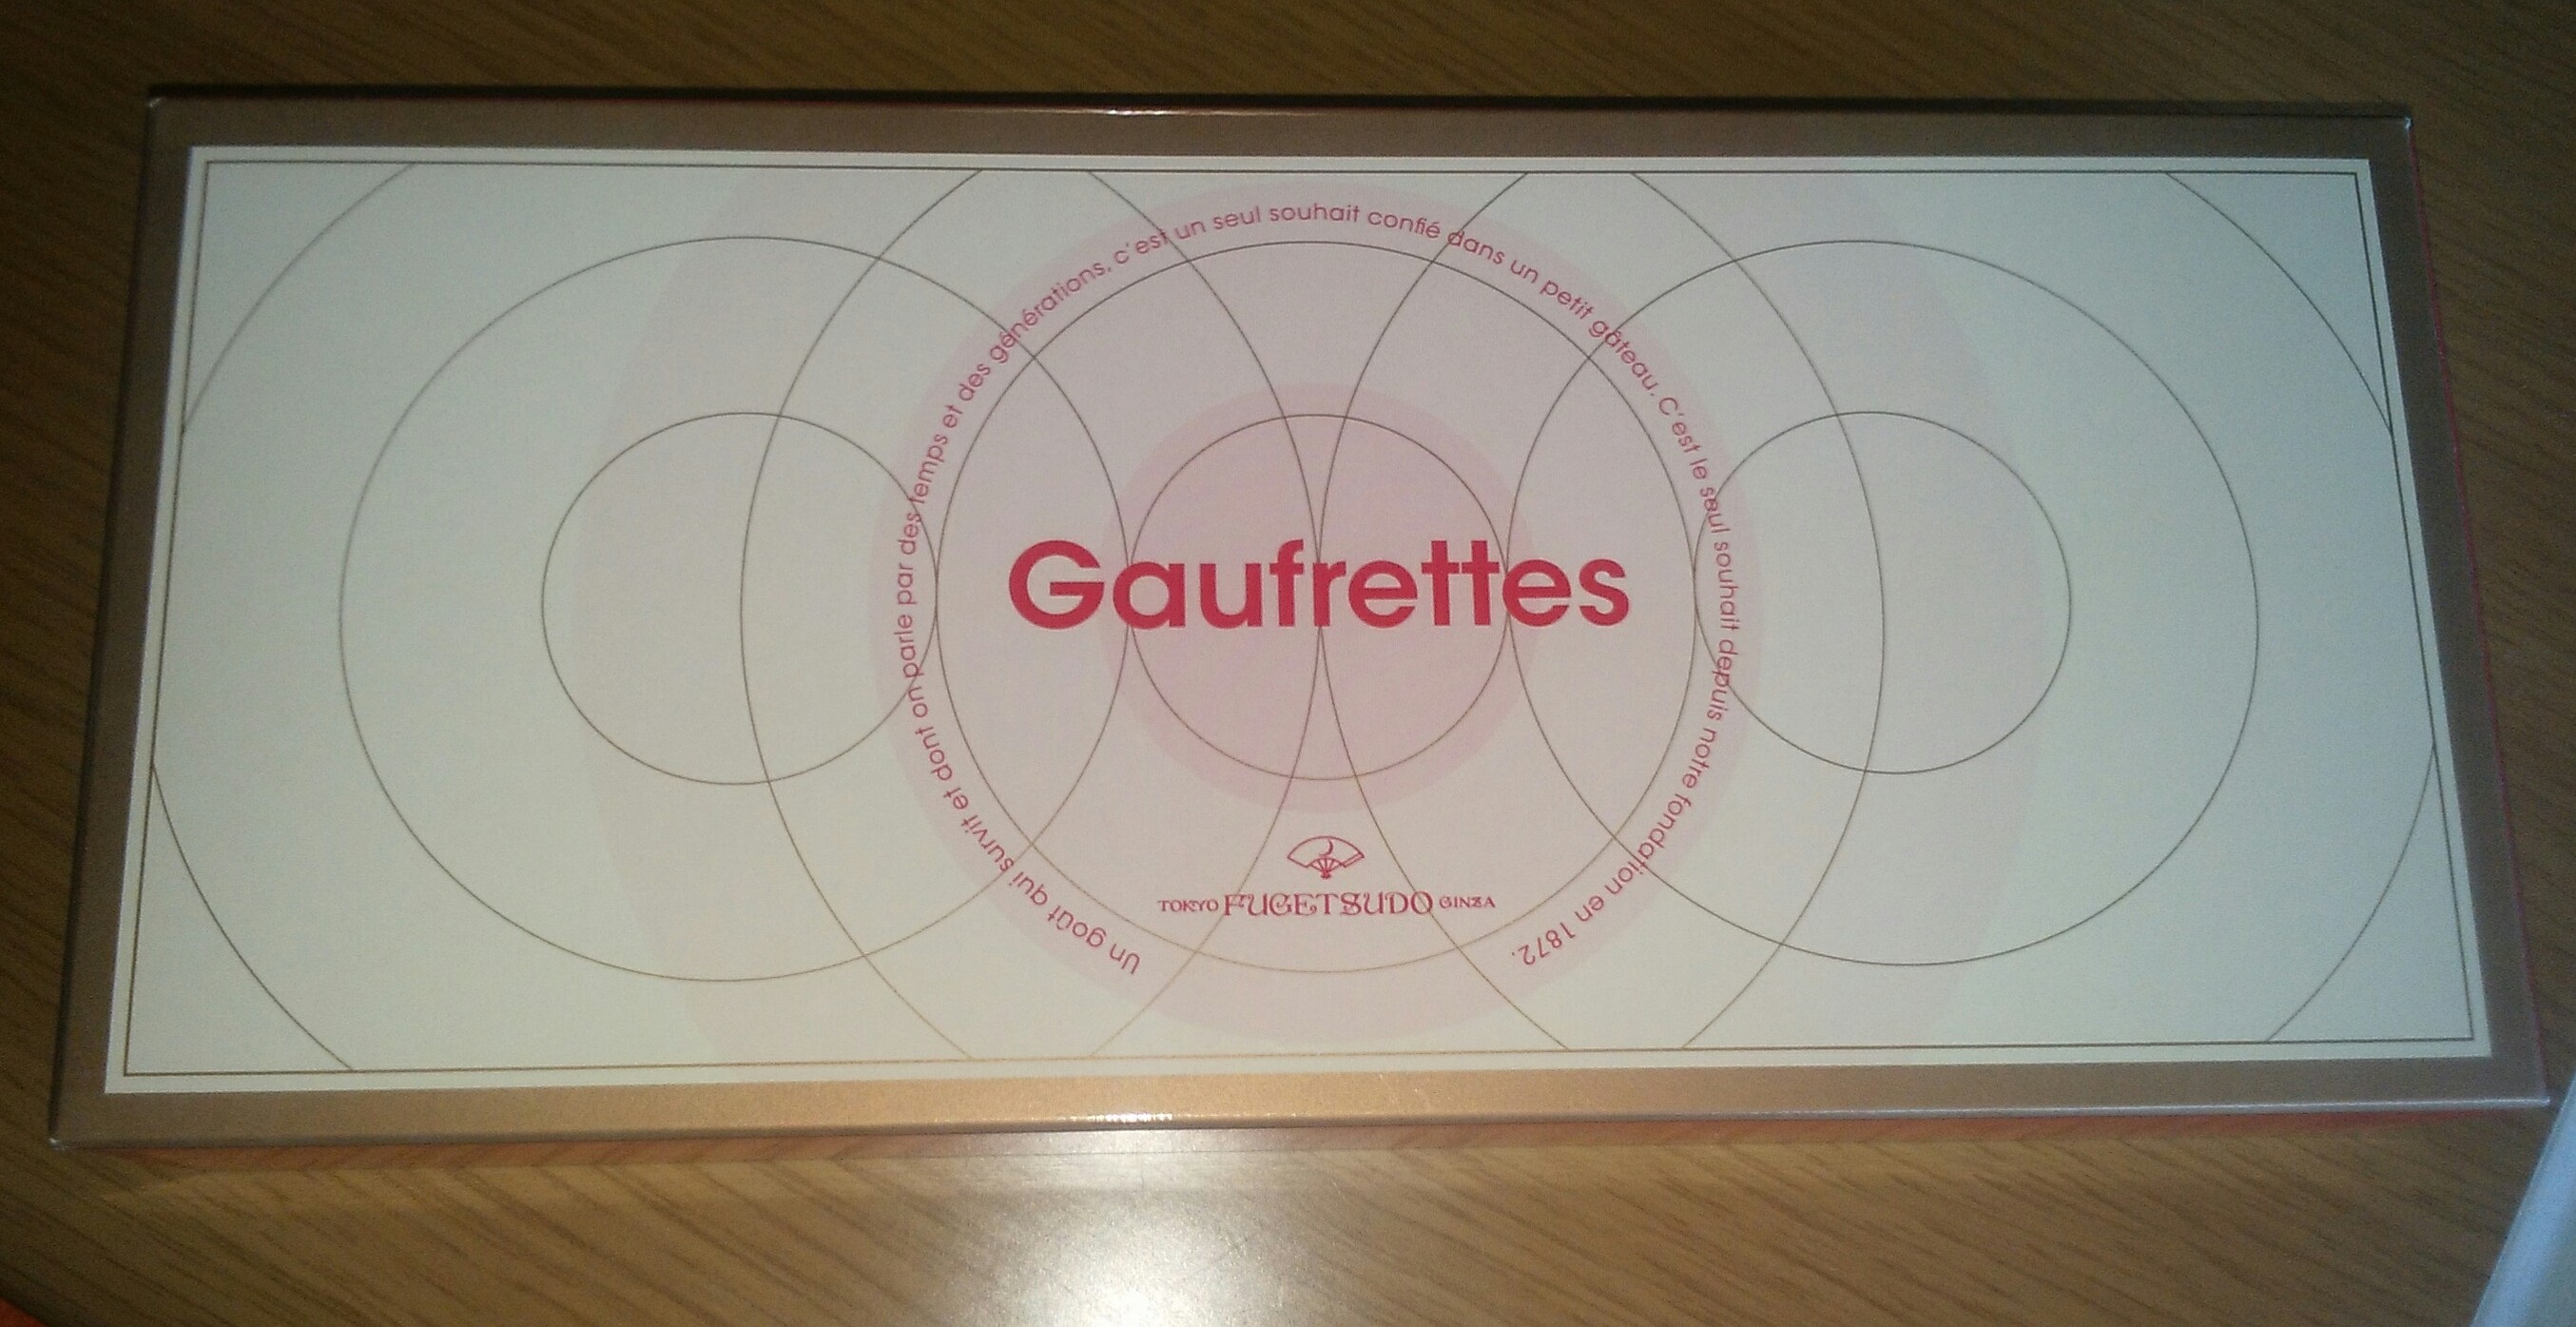 Un goût qui survit et dont on parle par des temps et des générations, c'est un seul souhait confié dans un petit gâteau. C'est le seul souhait depuis notre fondation en 1872.
Gaufrettes
TOKYO FUGETSUDO GINZA